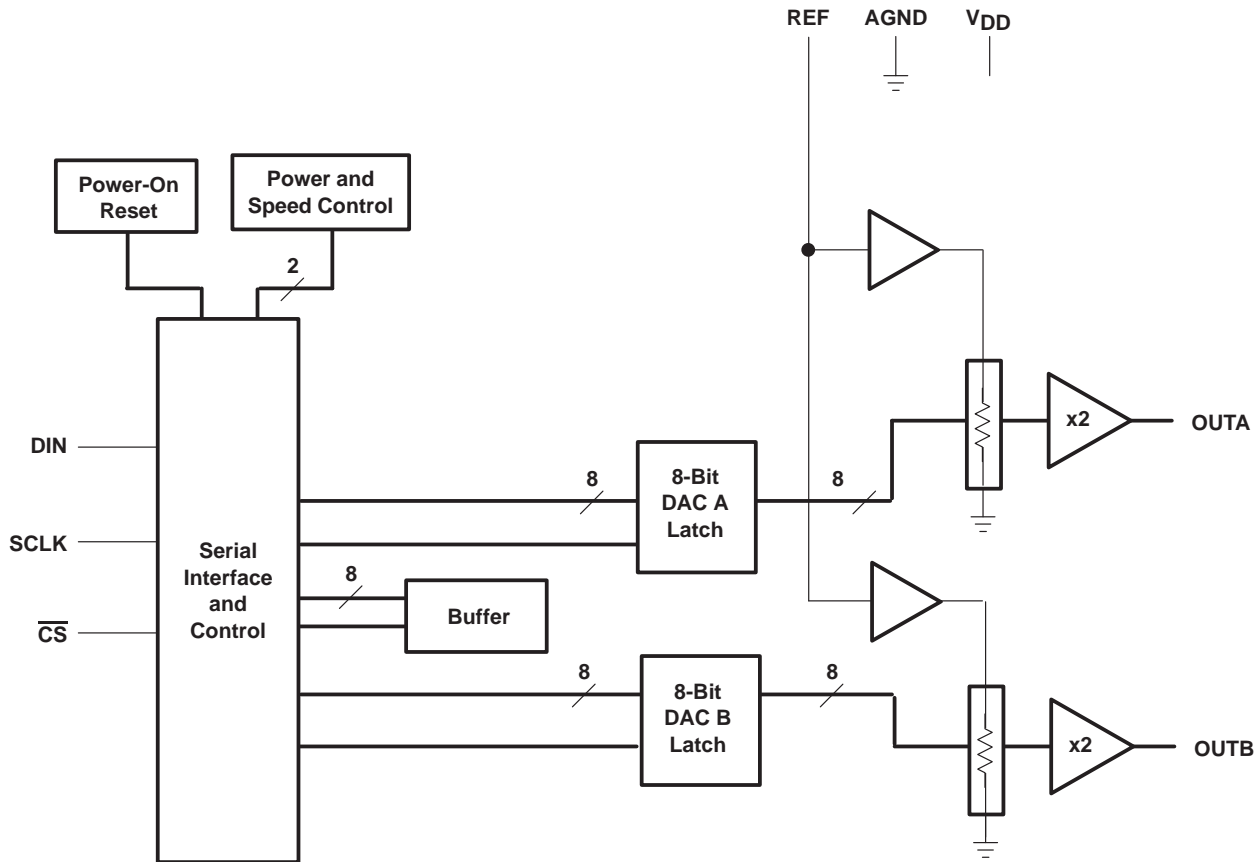 REF AGND VDD
Power-On
Reset
Power and
Speed Control
2
DIN
SCLK
CS
Serial
Interface
and
Control
8
8-Bit
DAC A
Latch
8
x2
OUTA
8
Buffer
8
8-Bit
DAC B
Latch
8
x2
OUTB